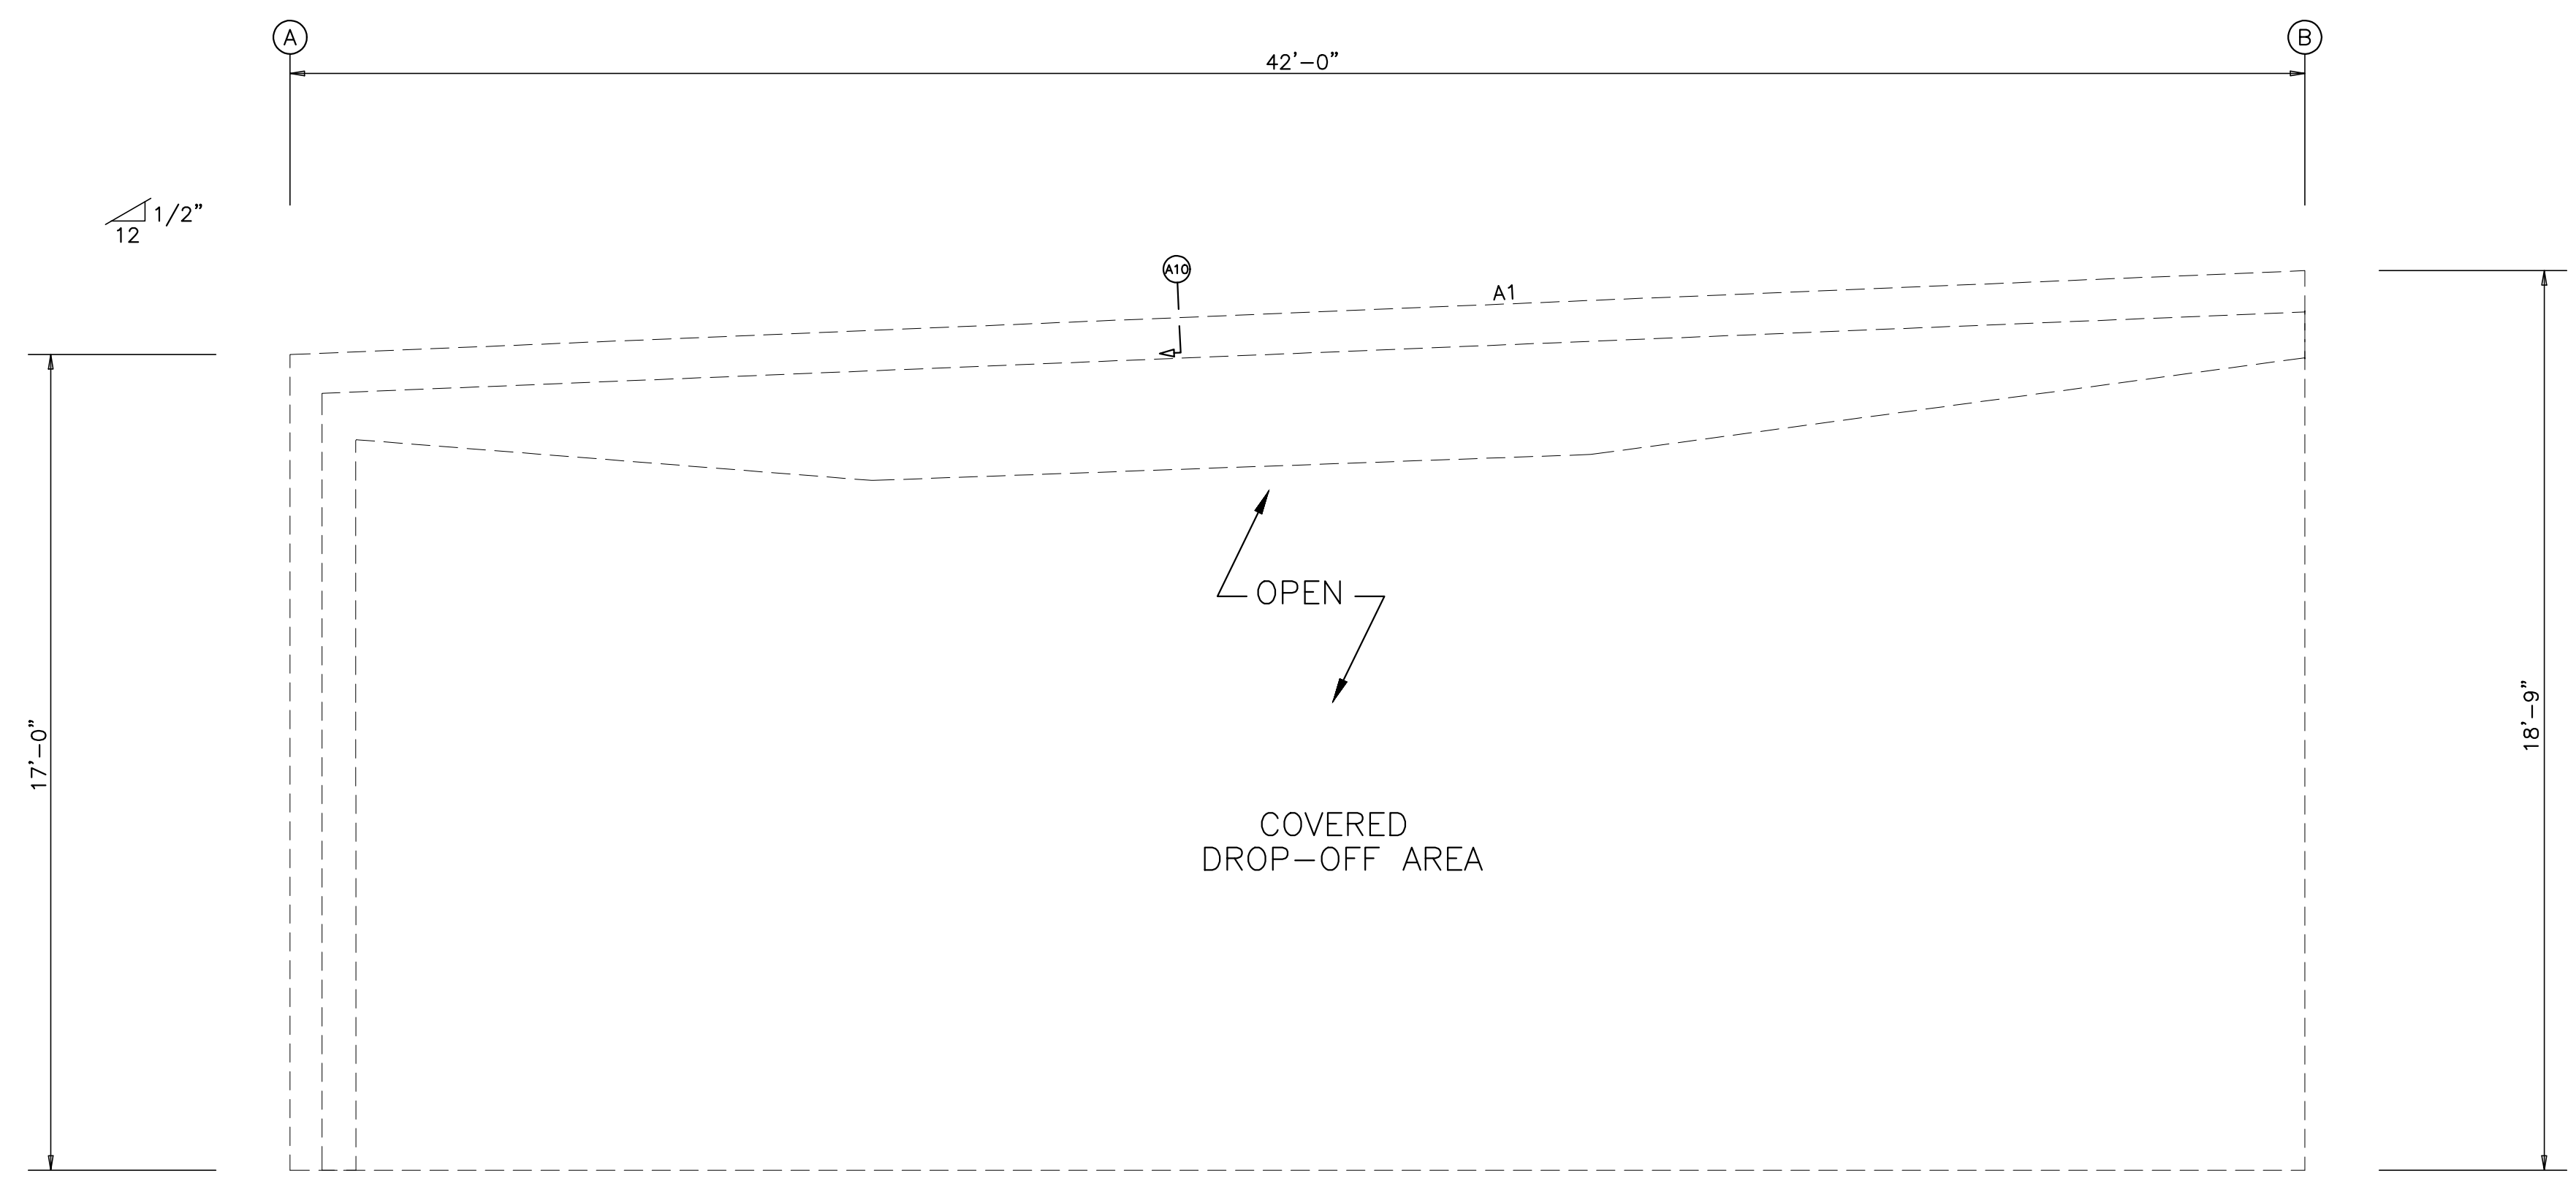 A
B
42'-0"
1/2"
12
A10
A1
OPEN
17'-0"
18'-9"
COVERED
DROP-OFF AREA